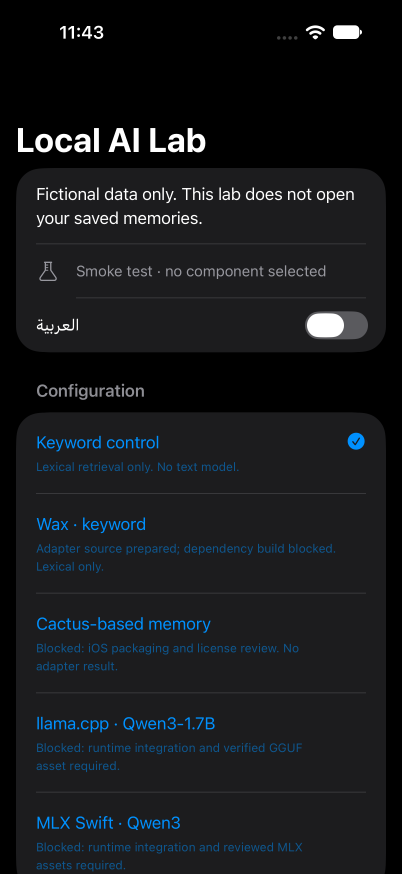 11:43
Local AI Lab
Fictional data only. This lab does not open
your saved memories.
Smoke test · no component selected
العربية
Configuration
Keyword control
Lexical retrieval only. No text model.
Wax · keyword
Adapter source prepared; dependency build blocked.
Lexical only.
Cactus-based memory
Blocked: iOS packaging and license review. No
adapter result.
llama.cpp · Qwen3-1.7B
Blocked: runtime integration and verified GGUF
asset required.
MLX Swift · Qwen3
Blocked: runtime integration and reviewed MLX
assets required.